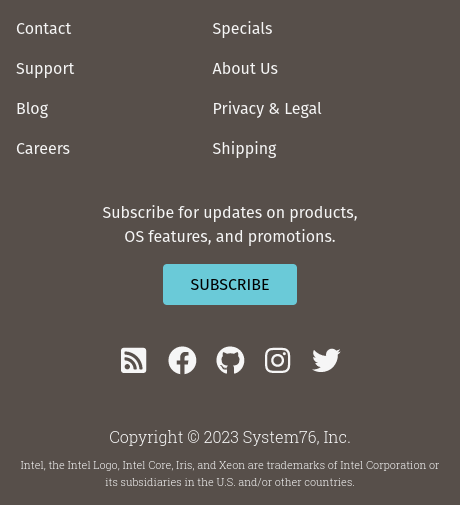 Contact
Specials
Support
About Us
Blog
Privacy & Legal
Careers
Shipping
Subscribe for updates on products,
OS features, and promotions.
SUBSCRIBE
Copyright © 2023 System76, Inc.
Intel, the Intel Logo, Intel Core, Iris, and Xeon are trademarks of Intel Corporation or
its subsidiaries in the U.S. and/or other countries.